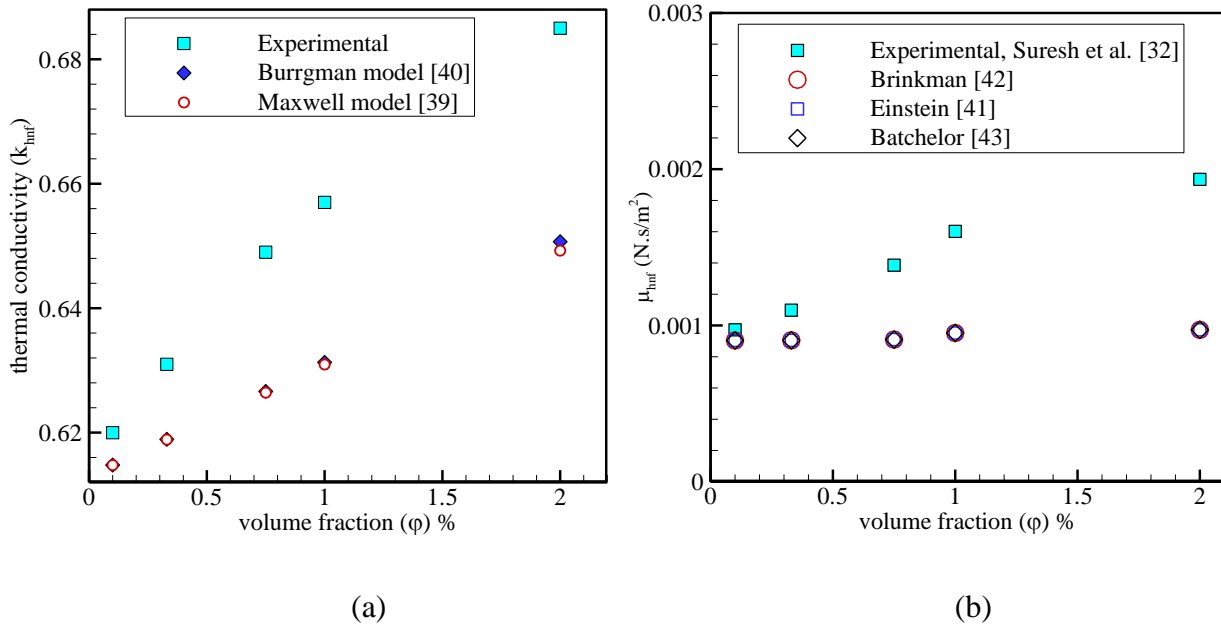 0.68
0.66
0.64
0.62
thermal conductivity (k_hnf)
Experimental
Burrgman model [40]
Maxwell model [39]
0 0.5 1 1.5 2
volume fraction (φ) %
(a)
0.003
0.002
0.001
0
μ_hnf (N.s/m²)
Experimental, Suresh et al. [32]
Brinkman [42]
Einstein [41]
Batchelor [43]
0 0.5 1 1.5 2
volume fraction (φ) %
(b)